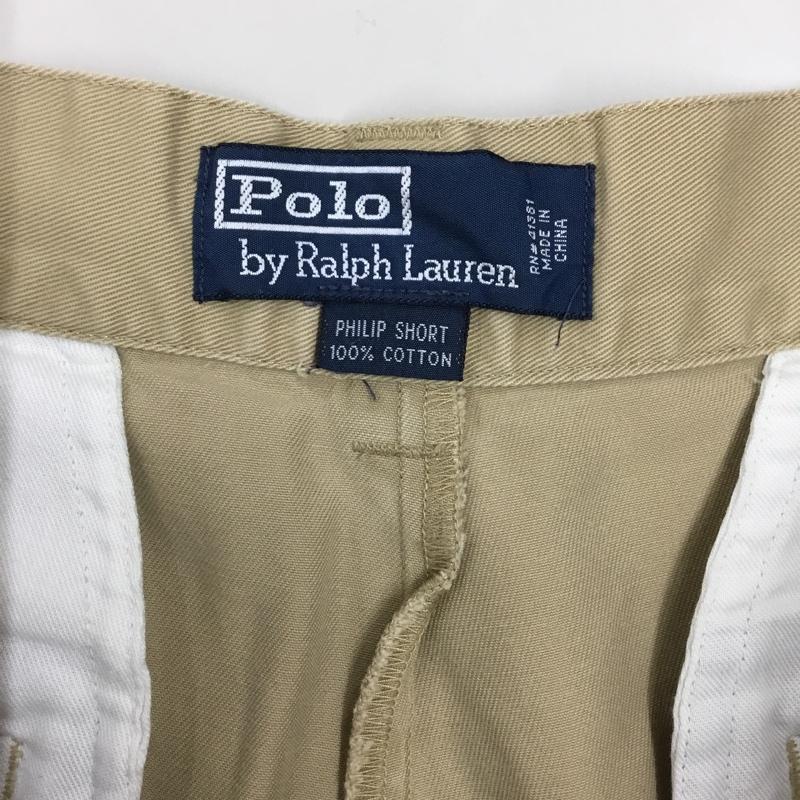 Polo
by Ralph Lauren
RN# 41381
MADE IN
CHINA
PHILIP SHORT
100% COTTON